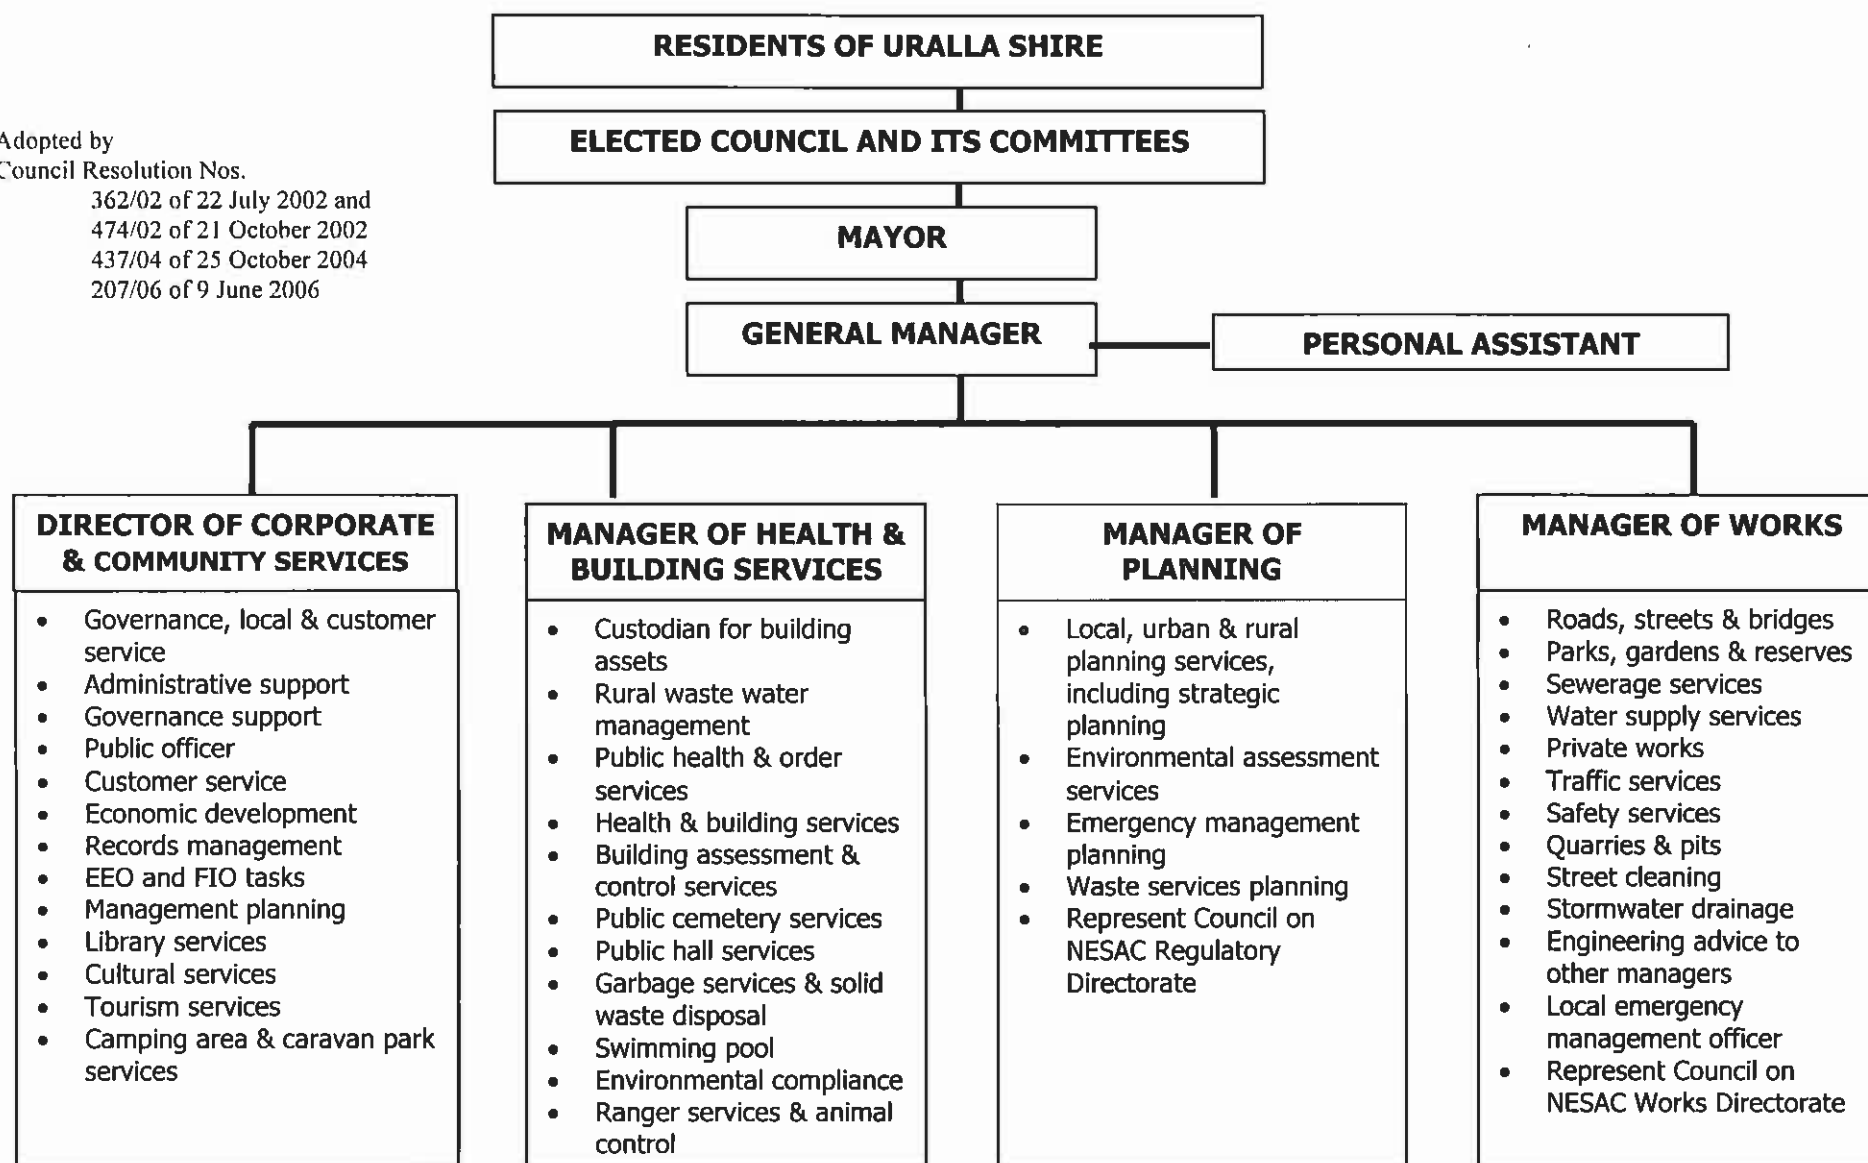 RESIDENTS OF URALLA SHIRE
Adopted by
Council Resolution Nos.
362/02 of 22 July 2002 and
474/02 of 21 October 2002
437/04 of 25 October 2004
207/06 of 9 June 2006
ELECTED COUNCIL AND ITS COMMITTEES
MAYOR
GENERAL MANAGER
PERSONAL ASSISTANT
DIRECTOR OF CORPORATE
& COMMUNITY SERVICES
• Governance, local & customer
service
• Administrative support
• Governance support
• Public officer
• Customer service
• Economic development
• Records management
• EEO and FIO tasks
• Management planning
• Library services
• Cultural services
• Tourism services
• Camping area & caravan park
services
MANAGER OF HEALTH &
BUILDING SERVICES
• Custodian for building
assets
• Rural waste water
management
• Public health & order
services
• Health & building services
• Building assessment &
control services
• Public cemetery services
• Public hall services
• Garbage services & solid
waste disposal
• Swimming pool
• Environmental compliance
• Ranger services & animal
control
MANAGER OF
PLANNING
• Local, urban & rural
planning services,
including strategic
planning
• Environmental assessment
services
• Emergency management
planning
• Waste services planning
• Represent Council on
NESAC Regulatory
Directorate
MANAGER OF WORKS
• Roads, streets & bridges
• Parks, gardens & reserves
• Sewerage services
• Water supply services
• Private works
• Traffic services
• Safety services
• Quarries & pits
• Street cleaning
• Stormwater drainage
• Engineering advice to
other managers
• Local emergency
management officer
• Represent Council on
NESAC Works Directorate